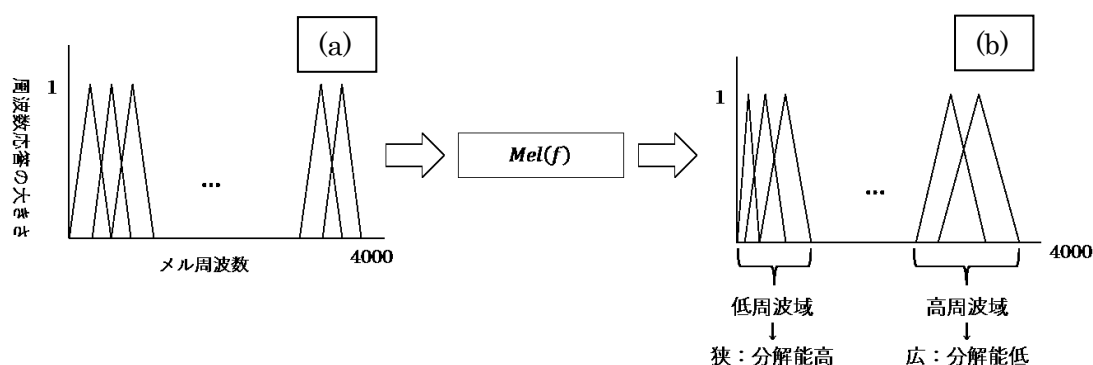 (a)
(b)
周波数応答の大きさ
1
...
メル周波数
4000
Mel(f)
1
...
4000
低周波域
高周波域
狭：分解能高
広：分解能低